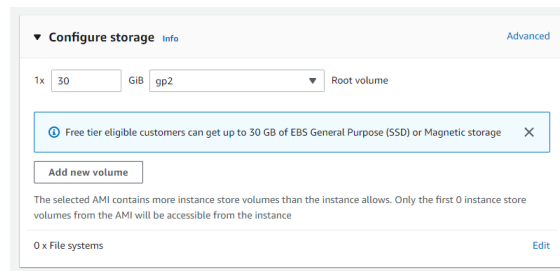 Configure storage Info Advanced
1x 30 GiB gp2 Root volume
Free tier eligible customers can get up to 30 GB of EBS General Purpose (SSD) or Magnetic storage
Add new volume
The selected AMI contains more instance store volumes than the instance allows. Only the first 0 instance store
volumes from the AMI will be accessible from the instance
0 x File systems Edit